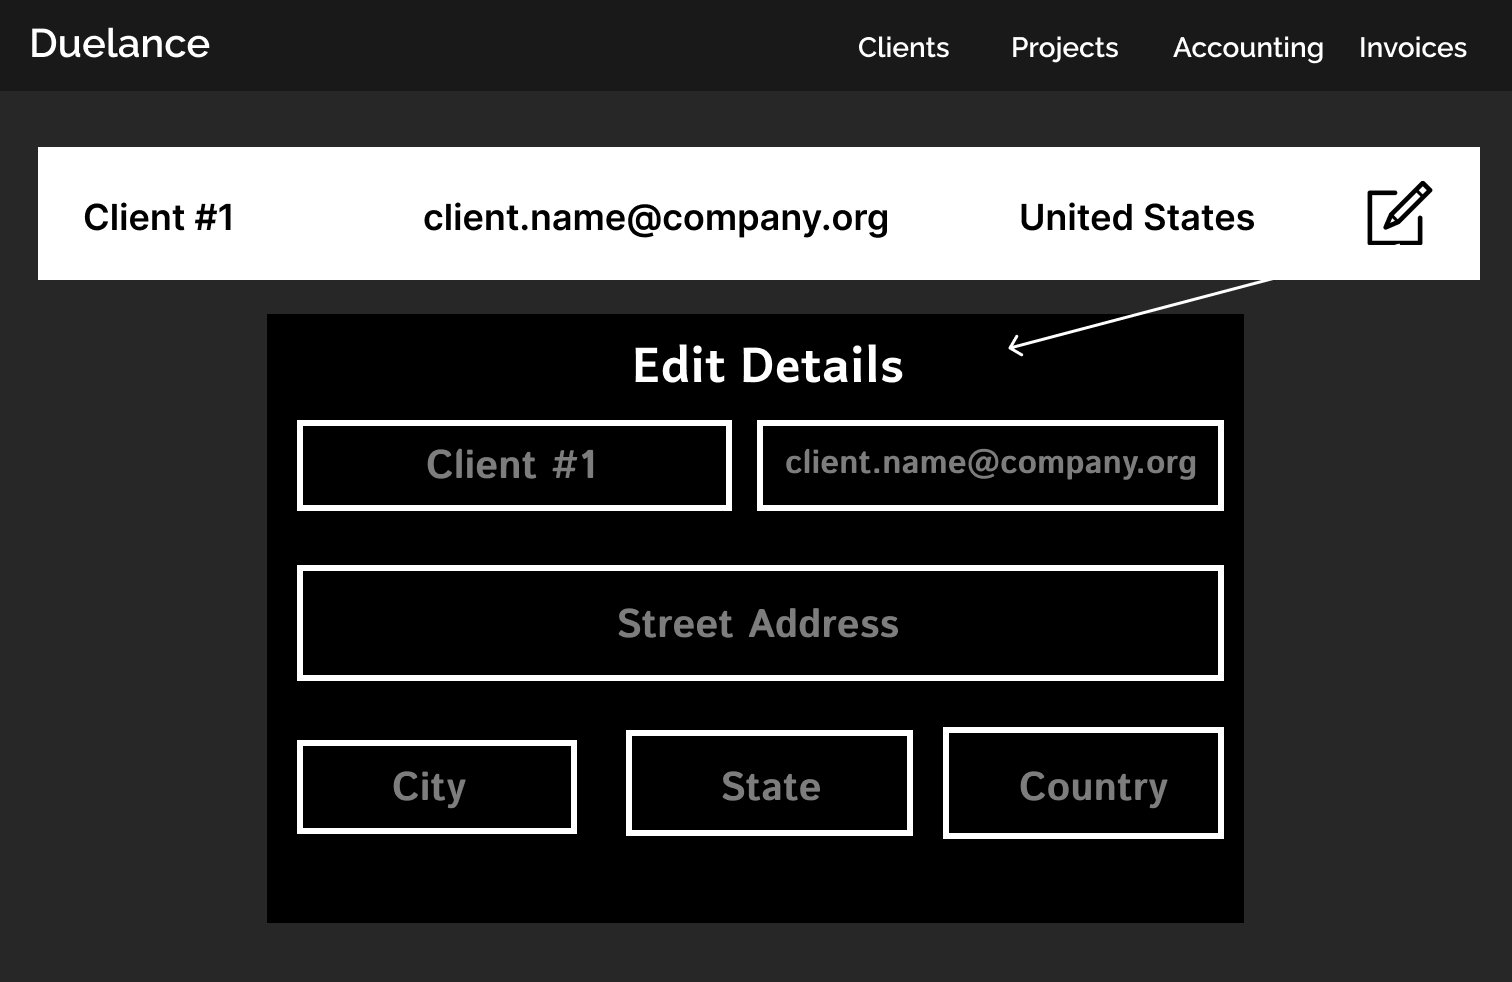 Duelance
Clients Projects Accounting Invoices
Client #1 client.name@company.org United States
Edit Details
Client #1 client.name@company.org
Street Address
City State Country